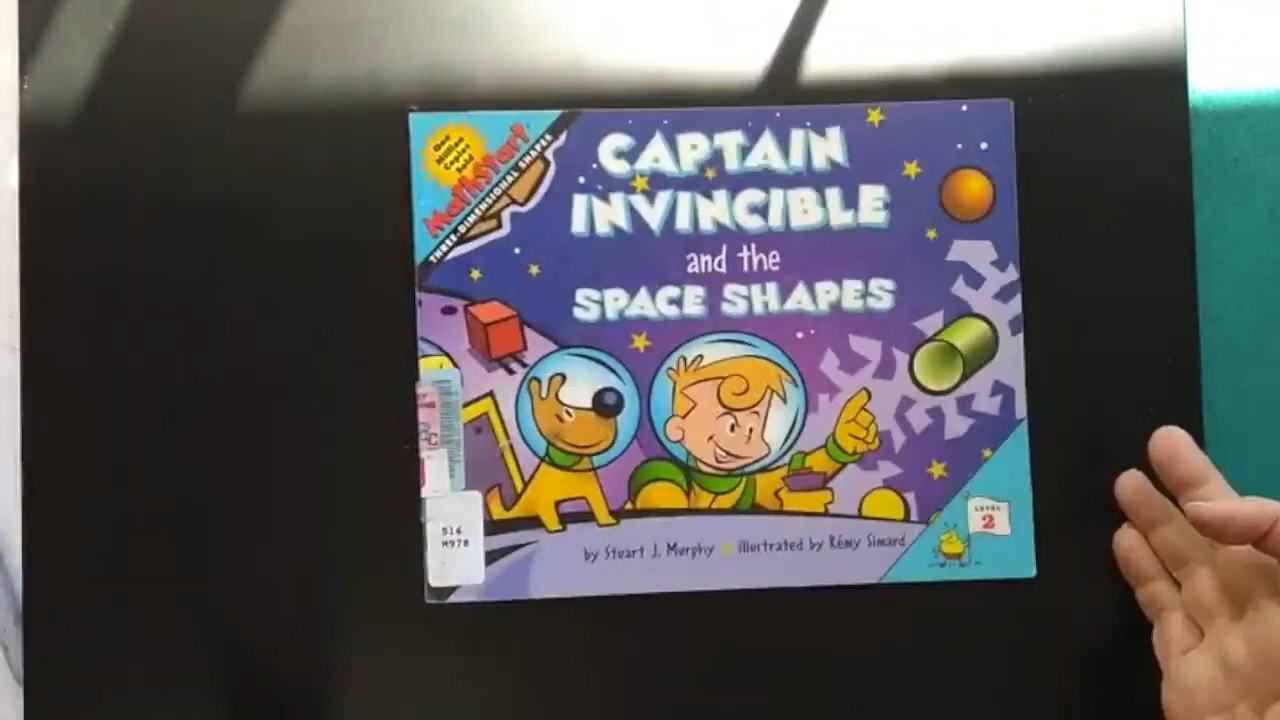 One
Million
Copies
Sold
MathStart
THREE-DIMENSIONAL SHAPES
CAPTAIN
INVINCIBLE
and the
SPACE SHAPES
516
M978
by Stuart J. Murphy • illustrated by Rémy Simard
LEVEL
2